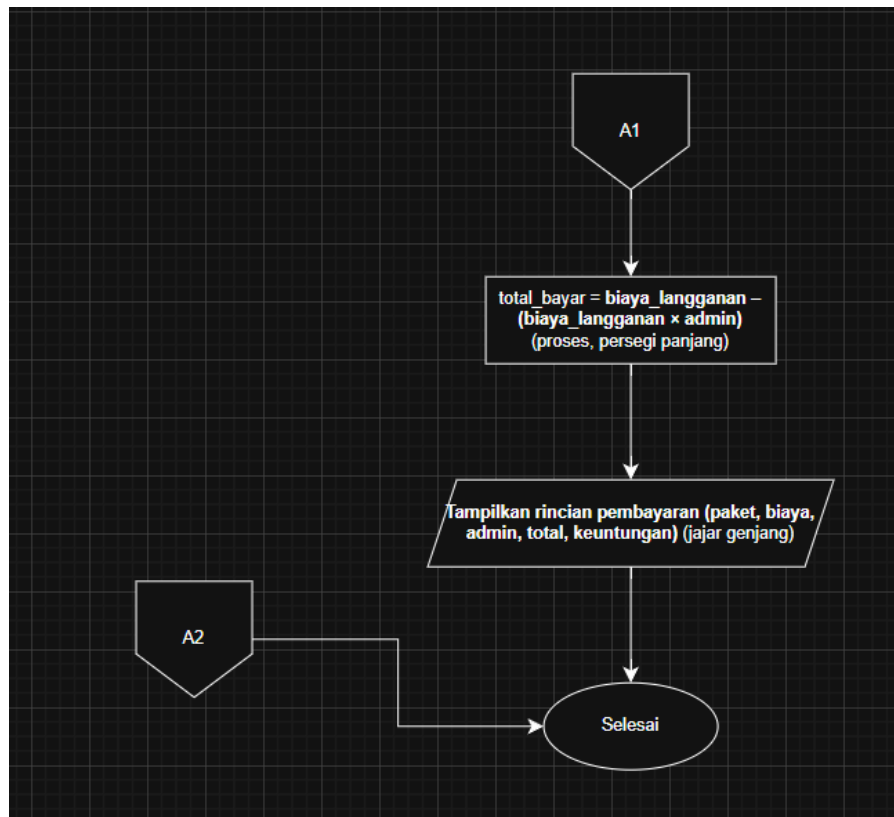 A1
total_bayar = biaya_langganan –
(biaya_langganan × admin)
(proses, persegi panjang)
Tampilkan rincian pembayaran (paket, biaya,
admin, total, keuntungan) (jajar genjang)
A2
Selesai